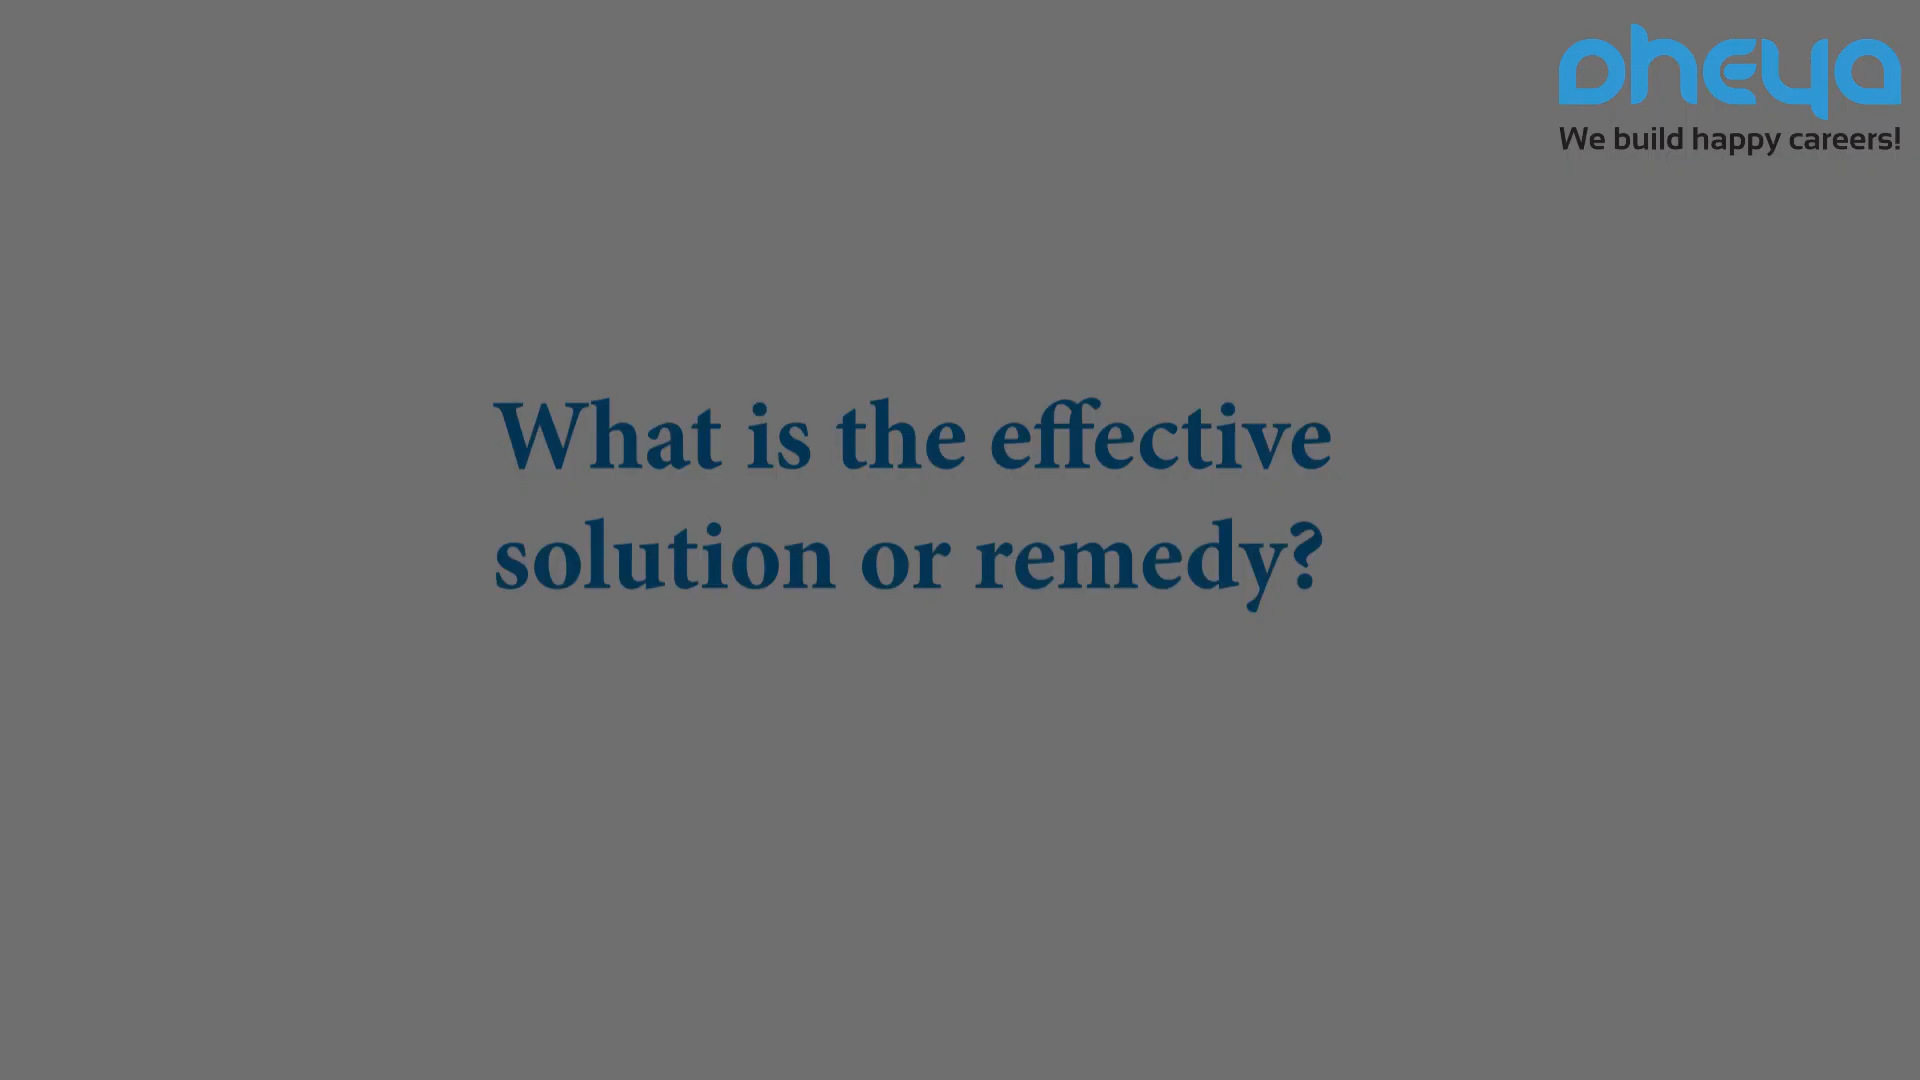 Dheya
We build happy careers!
What is the effective
solution or remedy?